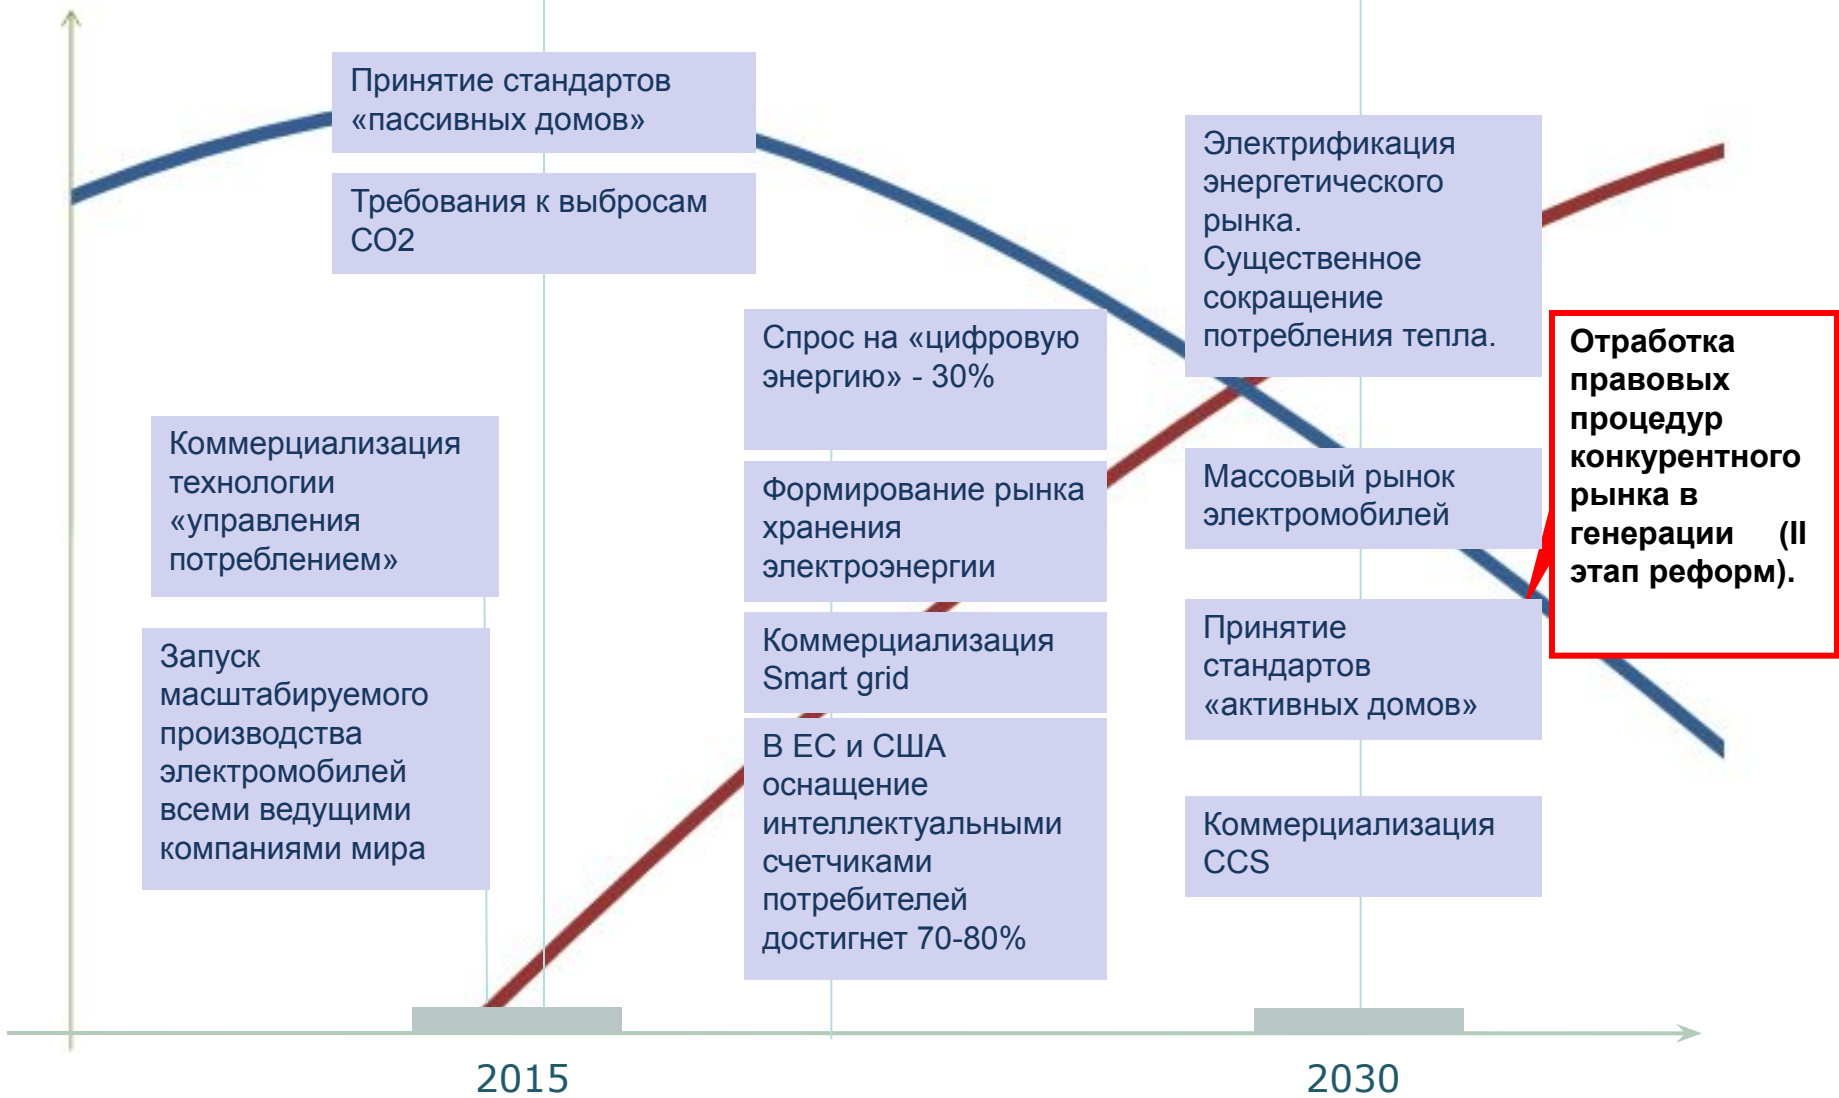 Принятие стандартов
«пассивных домов»
Требования к выбросам
СО2
Коммерциализация
технологии
«управления
потреблением»
Запуск
масштабируемого
производства
электромобилей
всеми ведущими
компаниями мира
Спрос на «цифровую
энергию» - 30%
Формирование рынка
хранения
электроэнергии
Коммерциализация
Smart grid
В ЕС и США
оснащение
интеллектуальными
счетчиками
потребителей
достигнет 70-80%
Электрификация
энергетического
рынка.
Существенное
сокращение
потребления тепла.
Массовый рынок
электромобилей
Принятие
стандартов
«активных домов»
Коммерциализация
CCS
Отработка
правовых
процедур
конкурентного
рынка в
генерации (II
этап реформ).
2015
2030